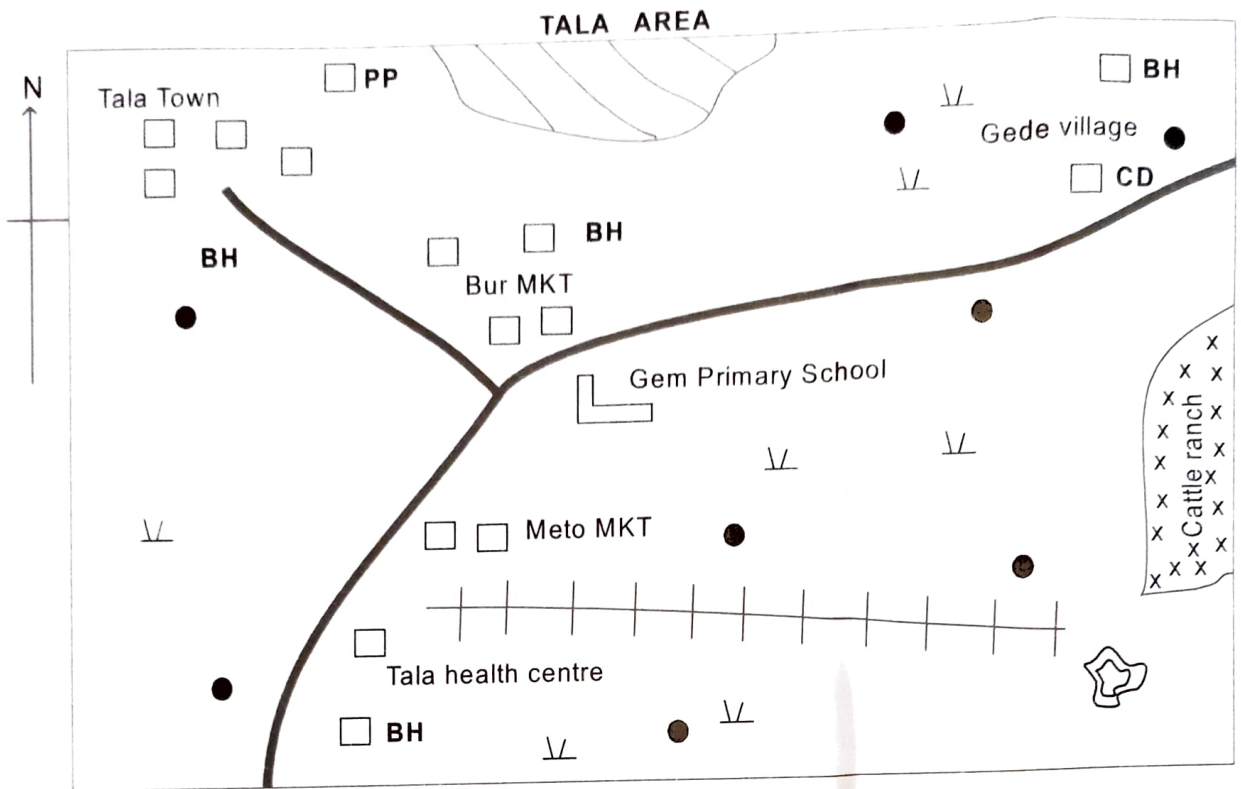 TALA AREA
N
Tala Town
PP
BH
Gede village
CD
BH
BH
Bur MKT
Gem Primary School
Cattle ranch
Meto MKT
Tala health centre
BH